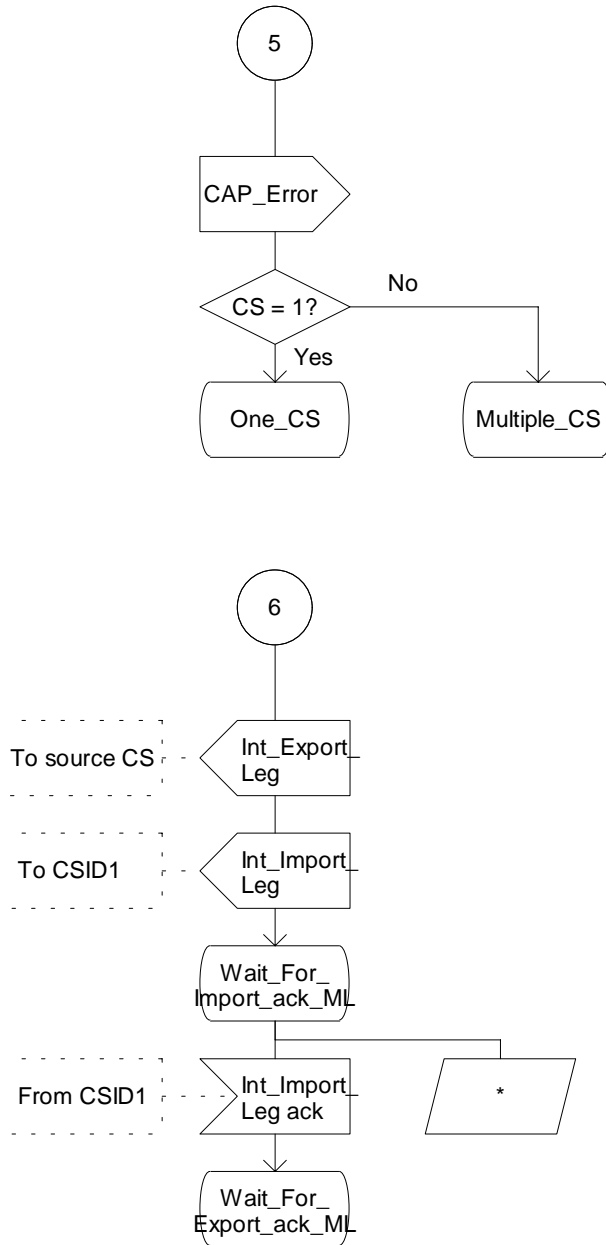 5
CAP_Error
CS = 1?
No
Yes
One_CS
Multiple_CS
6
To source CS
Int_Export_
Leg
To CSID1
Int_Import_
Leg
Wait_For_
Import_ack_ML
From CSID1
Int_Import_
Leg ack
*
Wait_For_
Export_ack_ML